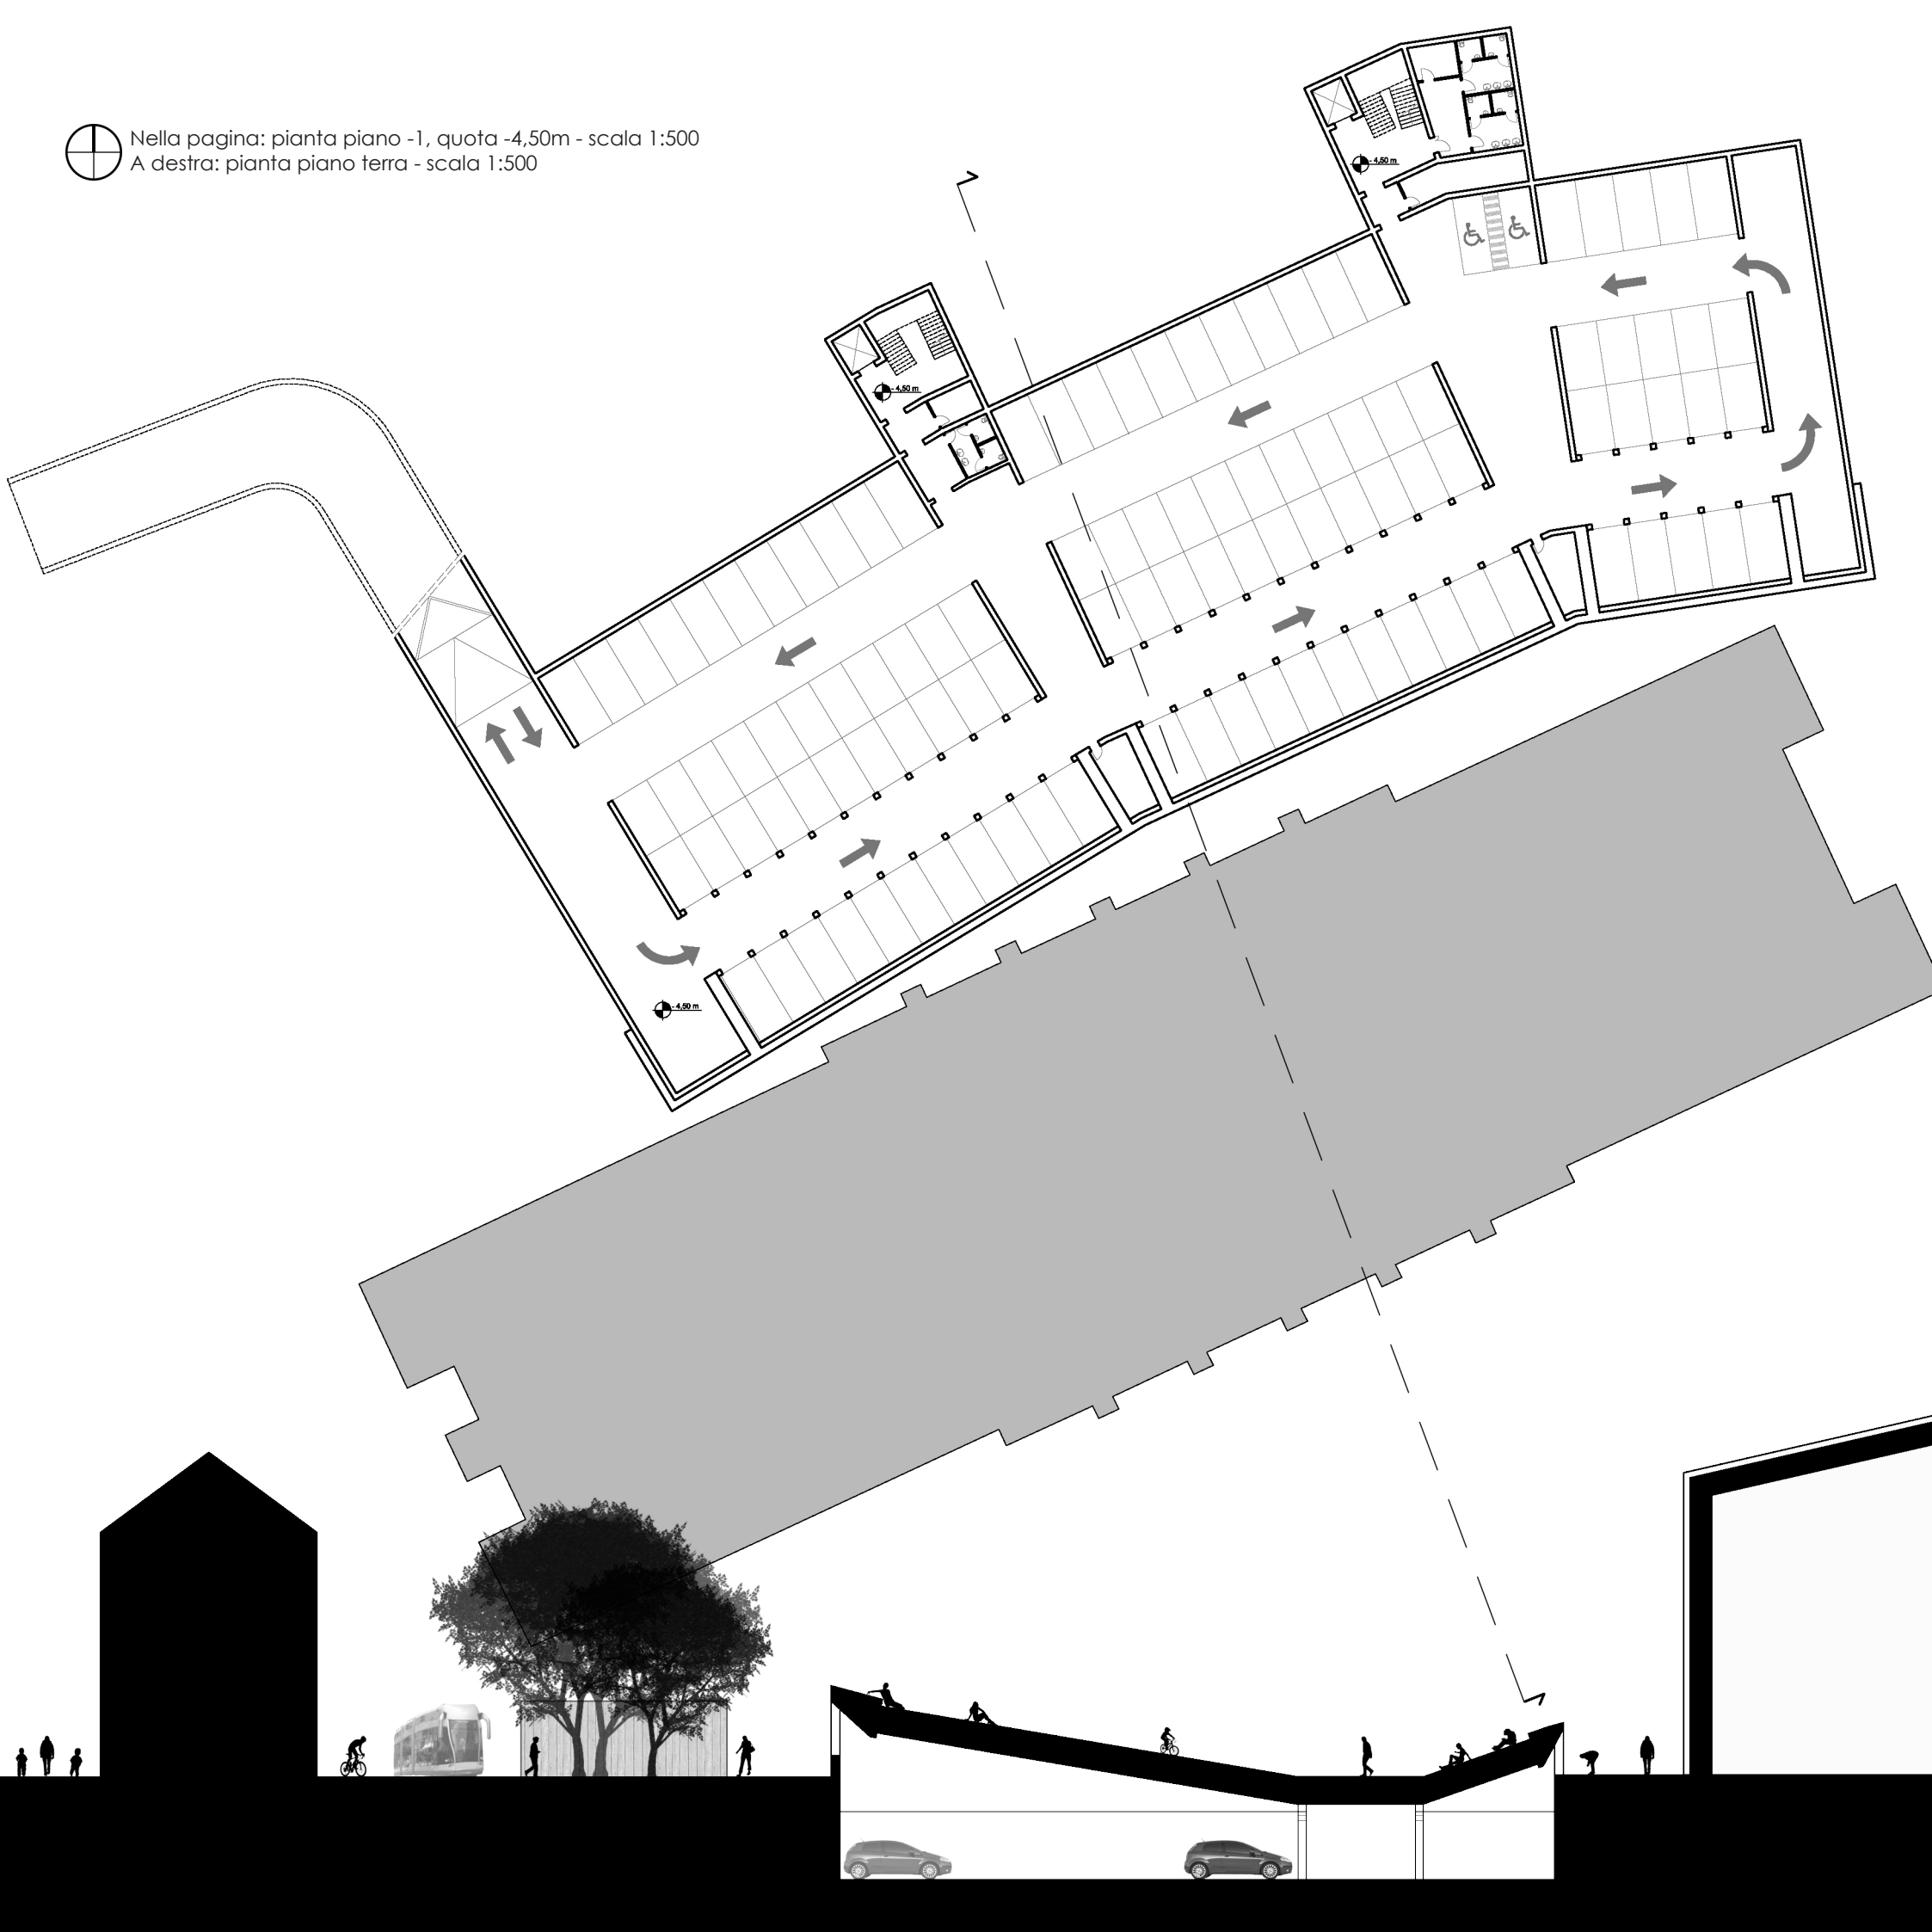 Nella pagina: pianta piano -1, quota -4,50m - scala 1:500
A destra: pianta piano terra - scala 1:500
- 4,50 m
- 4,50 m
- 4,50 m